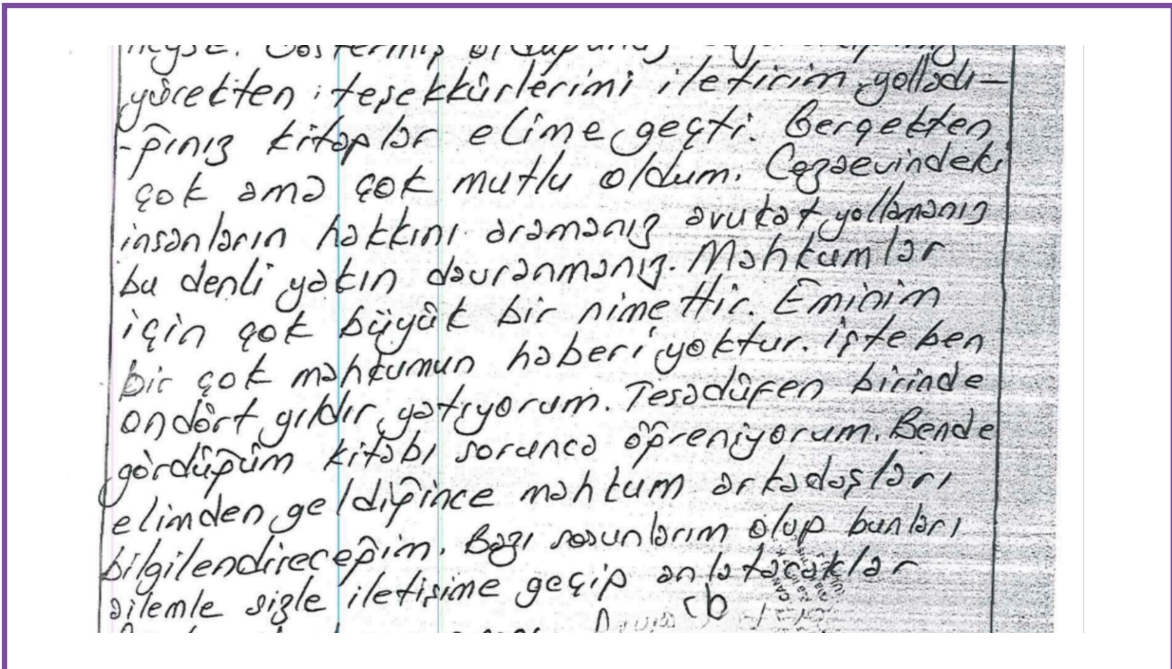 yürekten teşekkürlerimi iletirim yolladı-
-ğınız kitaplar elime geçti. Gerçekten
çok ama çok mutlu oldum. Cezaevindeki
insanların hakkını aramanız avukat yollamanız
bu denli yakın davranmanız. Mahkumlar
için çok büyük bir nimettir. Eminim
bir çok mahkumun haberi yoktur. İşte ben
ondört yıldır yatıyorum. Tesadüfen birinde
gördüğüm kitabı sorunca öğreniyorum. Bende
elimden geldiğince mahkum arkadaşları
bilgilendireceğim. Bazı sorunlarım olup bunları
ailemle sizle iletişime geçip anlatacaklar